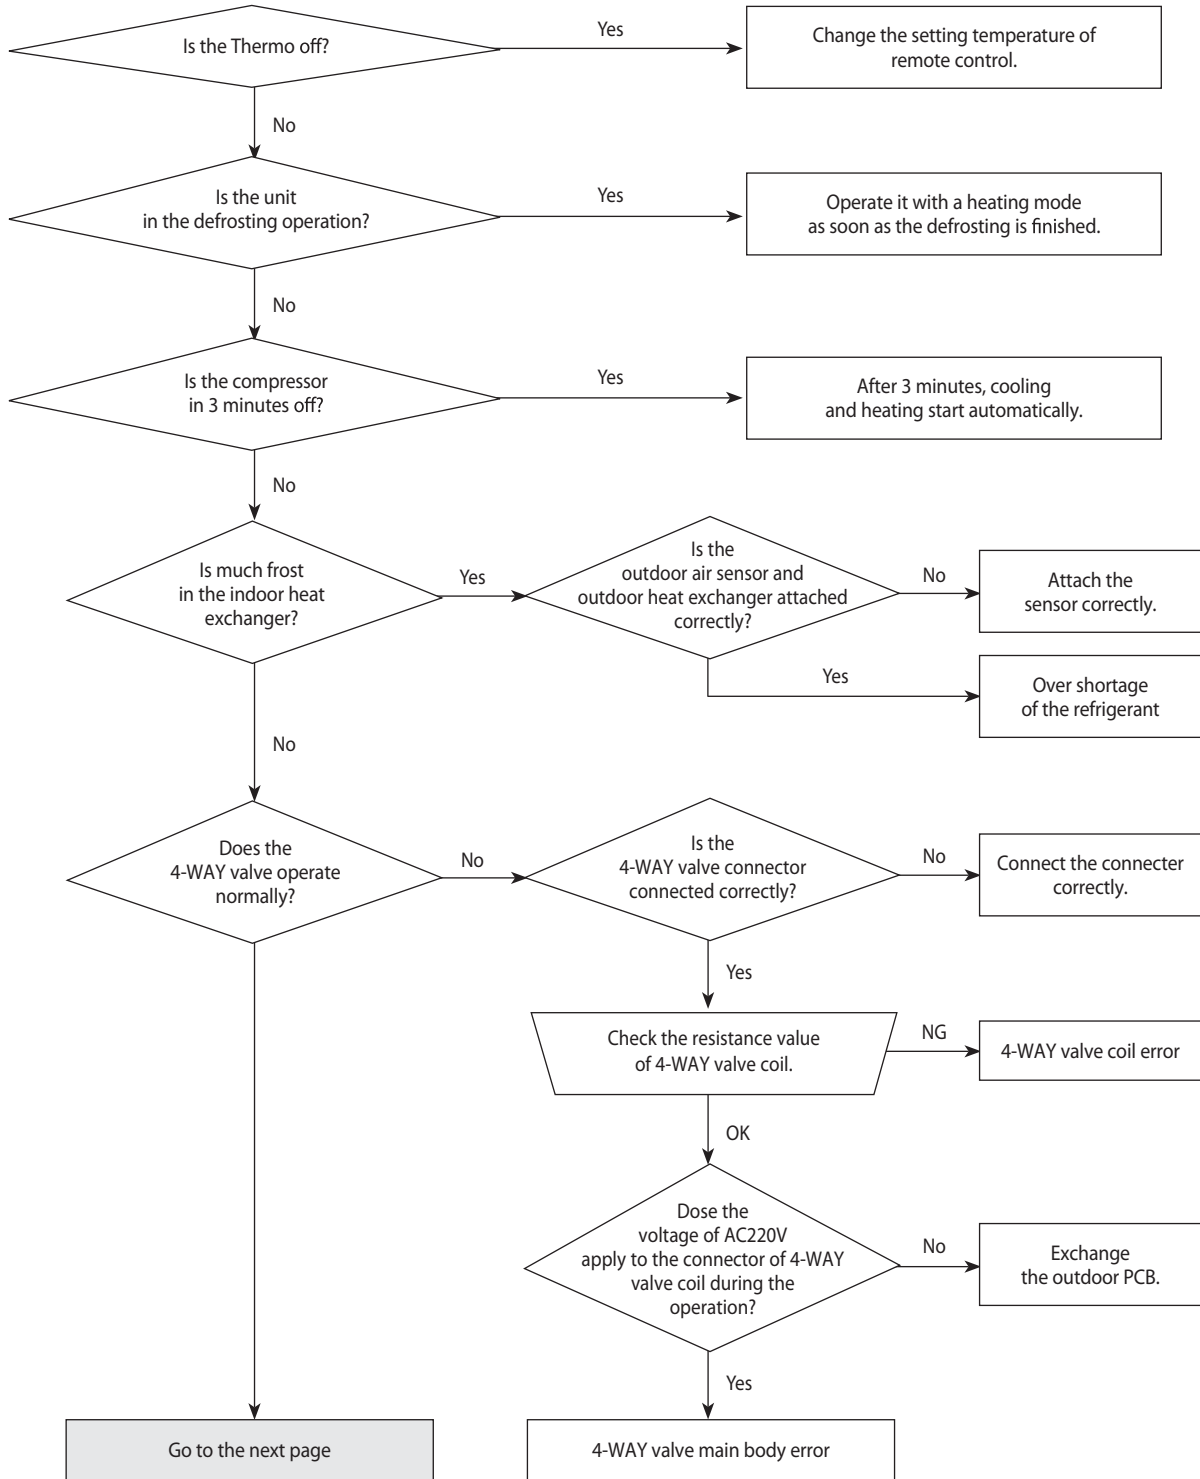 Is the Thermo off?
Yes
Change the setting temperature of
remote control.
No
Is the unit
in the defrosting operation?
Yes
Operate it with a heating mode
as soon as the defrosting is finished.
No
Is the compressor
in 3 minutes off?
Yes
After 3 minutes, cooling
and heating start automatically.
No
Is much frost
in the indoor heat
exchanger?
Yes
Is the
outdoor air sensor and
outdoor heat exchanger attached
correctly?
No
Attach the
sensor correctly.
Yes
Over shortage
of the refrigerant
No
Does the
4-WAY valve operate
normally?
No
Is the
4-WAY valve connector
connected correctly?
No
Connect the connecter
correctly.
Yes
Check the resistance value
of 4-WAY valve coil.
NG
4-WAY valve coil error
OK
Dose the
voltage of AC220V
apply to the connector of 4-WAY
valve coil during the
operation?
No
Exchange
the outdoor PCB.
Yes
Go to the next page
4-WAY valve main body error